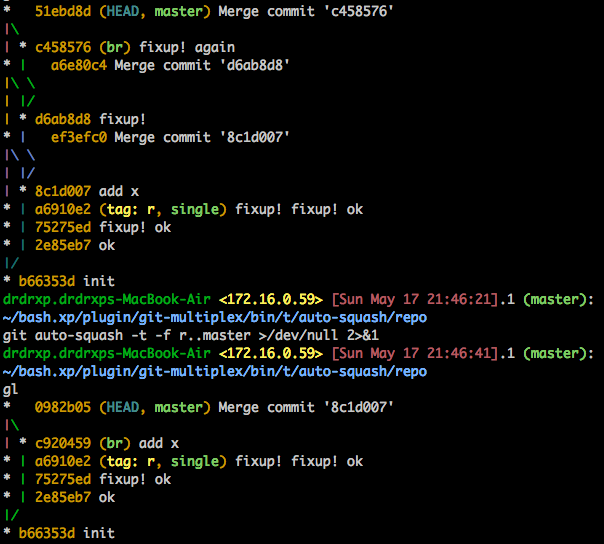 *   51ebd8d (HEAD, master) Merge commit 'c458576'
|\
| * c458576 (br) fixup! again
* |   a6e80c4 Merge commit 'd6ab8d8'
|\ \
| |/
| * d6ab8d8 fixup!
* |   ef3efc0 Merge commit '8c1d007'
|\ \
| |/
| * 8c1d007 add x
* | a6910e2 (tag: r, single) fixup! fixup! ok
* | 75275ed fixup! ok
* | 2e85eb7 ok
|/
* b66353d init
drdrxp.drdrxps-MacBook-Air <172.16.0.59> [Sun May 17 21:46:21].1 (master):
~/bash.xp/plugin/git-multiplex/bin/t/auto-squash/repo
git auto-squash -t -f r..master >/dev/null 2>&1
drdrxp.drdrxps-MacBook-Air <172.16.0.59> [Sun May 17 21:46:41].1 (master):
~/bash.xp/plugin/git-multiplex/bin/t/auto-squash/repo
gl
*   0982b05 (HEAD, master) Merge commit '8c1d007'
|\
| * c920459 (br) add x
* | a6910e2 (tag: r, single) fixup! fixup! ok
* | 75275ed fixup! ok
* | 2e85eb7 ok
|/
* b66353d init